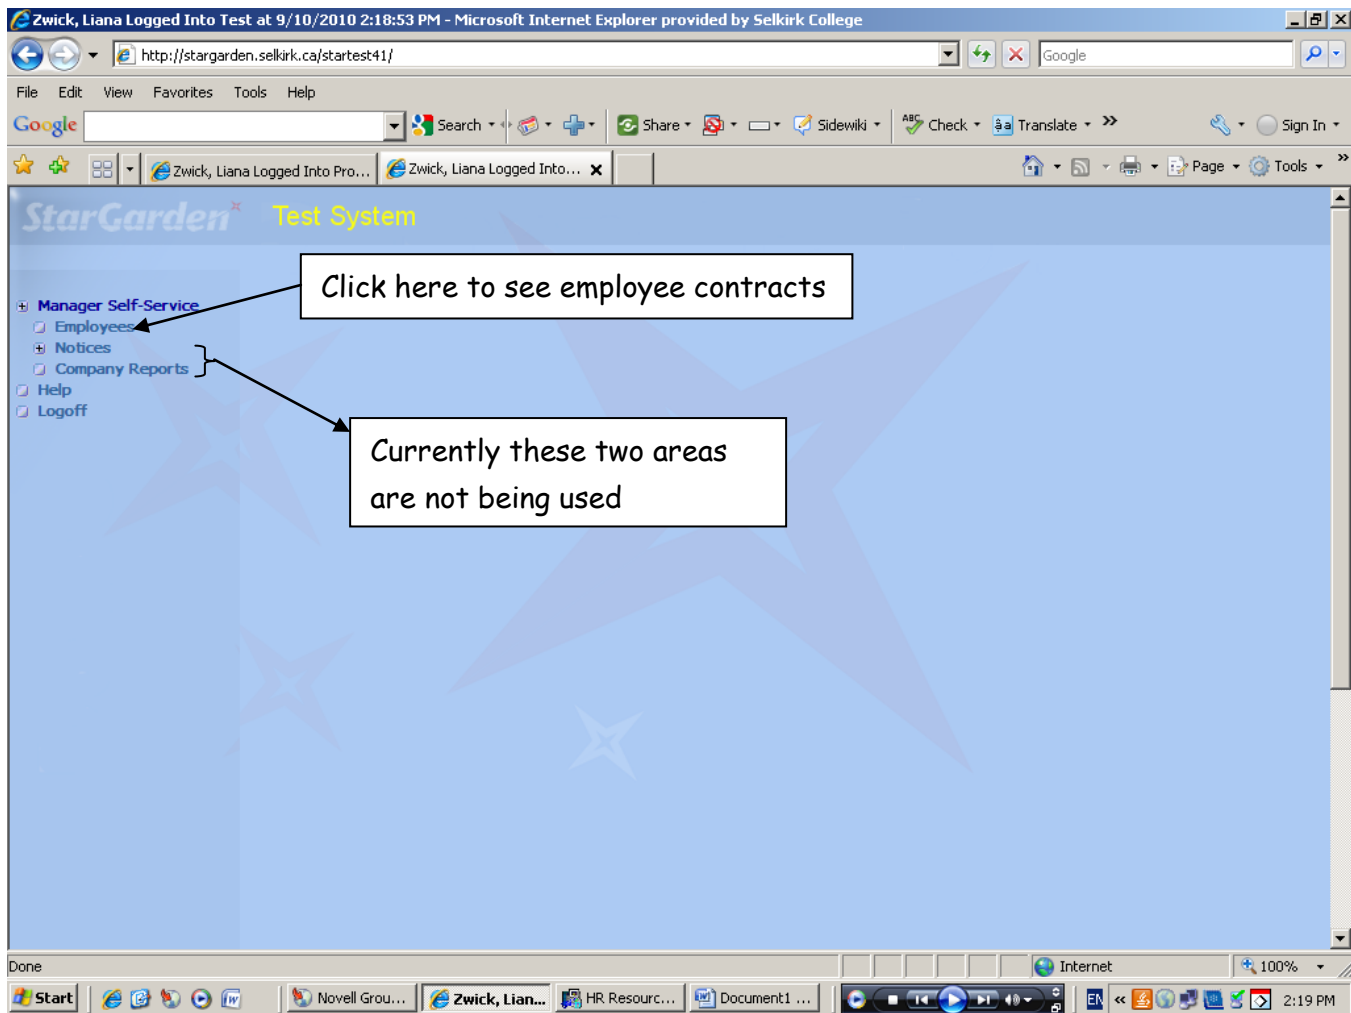 Zwick, Liana Logged Into Test at 9/10/2010 2:18:53 PM - Microsoft Internet Explorer provided by Selkirk College
http://stargarden.selkirk.ca/startest41/
Google
File Edit View Favorites Tools Help
Google Search Share Sidewiki ABC Check âa Translate Sign In
Zwick, Liana Logged Into Pro... Zwick, Liana Logged Into... Page Tools
StarGarden Test System
Click here to see employee contracts
Manager Self-Service
Employees
Notices
Company Reports
Help
Logoff
Currently these two areas
are not being used
Done Internet 100%
Start Novell Grou... Zwick, Lian... HR Resourc... Document1 ... EN 2:19 PM